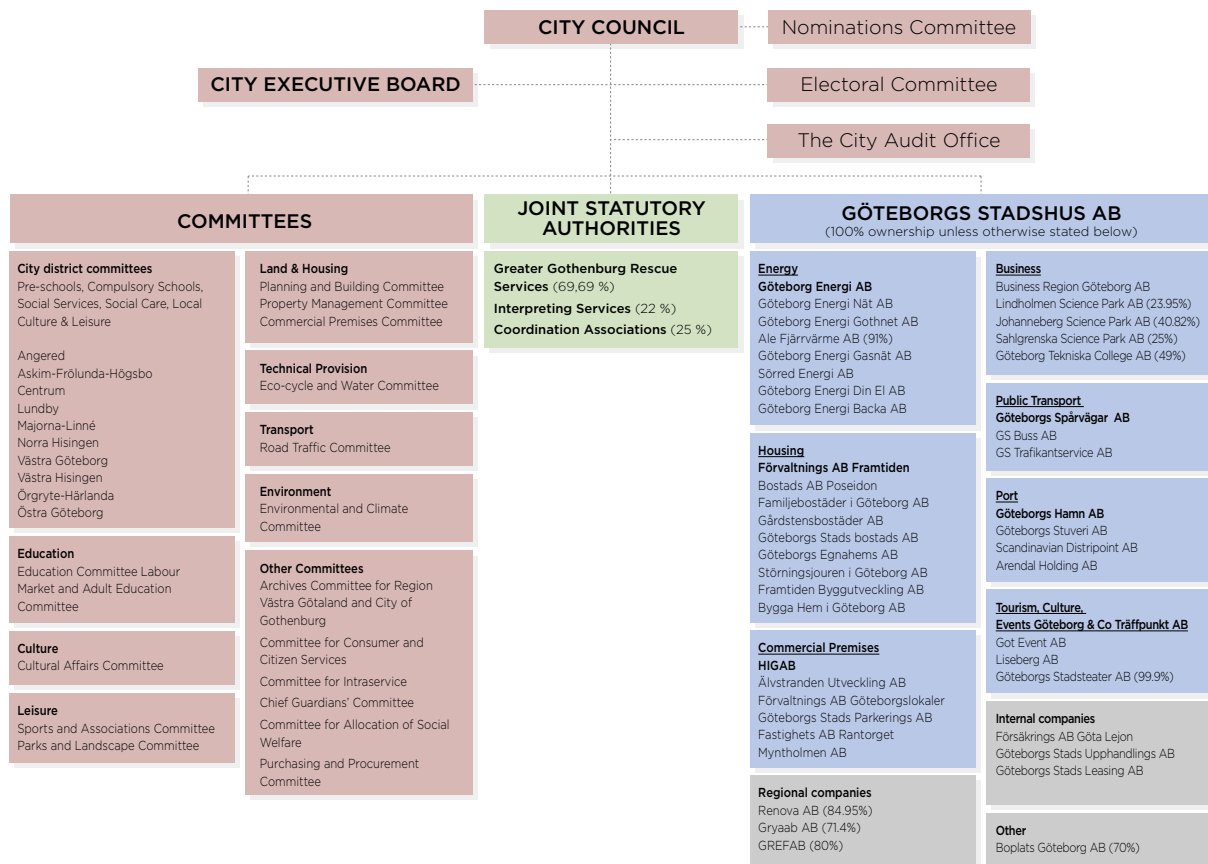 CITY COUNCIL
Nominations Committee
CITY EXECUTIVE BOARD
Electoral Committee
The City Audit Office
COMMITTEES
City district committees
Pre-schools, Compulsory Schools,
Social Services, Social Care, Local
Culture & Leisure
Angered
Askim-Frölunda-Högsbo
Centrum
Lundby
Majorna-Linné
Norra Hisingen
Västra Göteborg
Västra Hisingen
Örgryte-Härlanda
Östra Göteborg
Education
Education Committee Labour
Market and Adult Education
Committee
Culture
Cultural Affairs Committee
Leisure
Sports and Associations Committee
Parks and Landscape Committee
Land & Housing
Planning and Building Committee
Property Management Committee
Commercial Premises Committee
Technical Provision
Eco-cycle and Water Committee
Transport
Road Traffic Committee
Environment
Environmental and Climate
Committee
Other Committees
Archives Committee for Region
Västra Götaland and City of
Gothenburg
Committee for Consumer and
Citizen Services
Committee for Intraservice
Chief Guardians' Committee
Committee for Allocation of Social
Welfare
Purchasing and Procurement
Committee
JOINT STATUTORY
AUTHORITIES
Greater Gothenburg Rescue
Services (69,69 %)
Interpreting Services (22 %)
Coordination Associations (25 %)
GÖTEBORGS STADSHUS AB
(100% ownership unless otherwise stated below)
Energy
Göteborg Energi AB
Göteborg Energi Nät AB
Göteborg Energi Gothnet AB
Ale Fjärrvärme AB (91%)
Göteborg Energi Gasnät AB
Sörred Energi AB
Göteborg Energi Din El AB
Göteborg Energi Backa AB
Housing
Förvaltnings AB Framtiden
Bostads AB Poseidon
Familjebostäder i Göteborg AB
Gårdstensbostäder AB
Göteborgs Stads bostads AB
Göteborgs Egnahems AB
Störningsjouren i Göteborg AB
Framtiden Byggutveckling AB
Bygga Hem i Göteborg AB
Commercial Premises
HIGAB
Älvstranden Utveckling AB
Förvaltnings AB Göteborgslokaler
Göteborgs Stads Parkerings AB
Fastighets AB Rantorget
Myntholmen AB
Regional companies
Renova AB (84.95%)
Gryaab AB (71.4%)
GREFAB (80%)
Business
Business Region Göteborg AB
Lindholmen Science Park AB (23.95%)
Johanneberg Science Park AB (40.82%)
Sahlgrenska Science Park AB (25%)
Göteborg Tekniska College AB (49%)
Public Transport
Göteborgs Spårvägar AB
GS Buss AB
GS Trafikantservice AB
Port
Göteborgs Hamn AB
Göteborgs Stuveri AB
Scandinavian Distripoint AB
Arendal Holding AB
Tourism, Culture,
Events Göteborg & Co Träffpunkt AB
Got Event AB
Liseberg AB
Göteborgs Stadsteater AB (99.9%)
Internal companies
Försäkrings AB Göta Lejon
Göteborgs Stads Upphandlings AB
Göteborgs Stads Leasing AB
Other
Boplats Göteborg AB (70%)